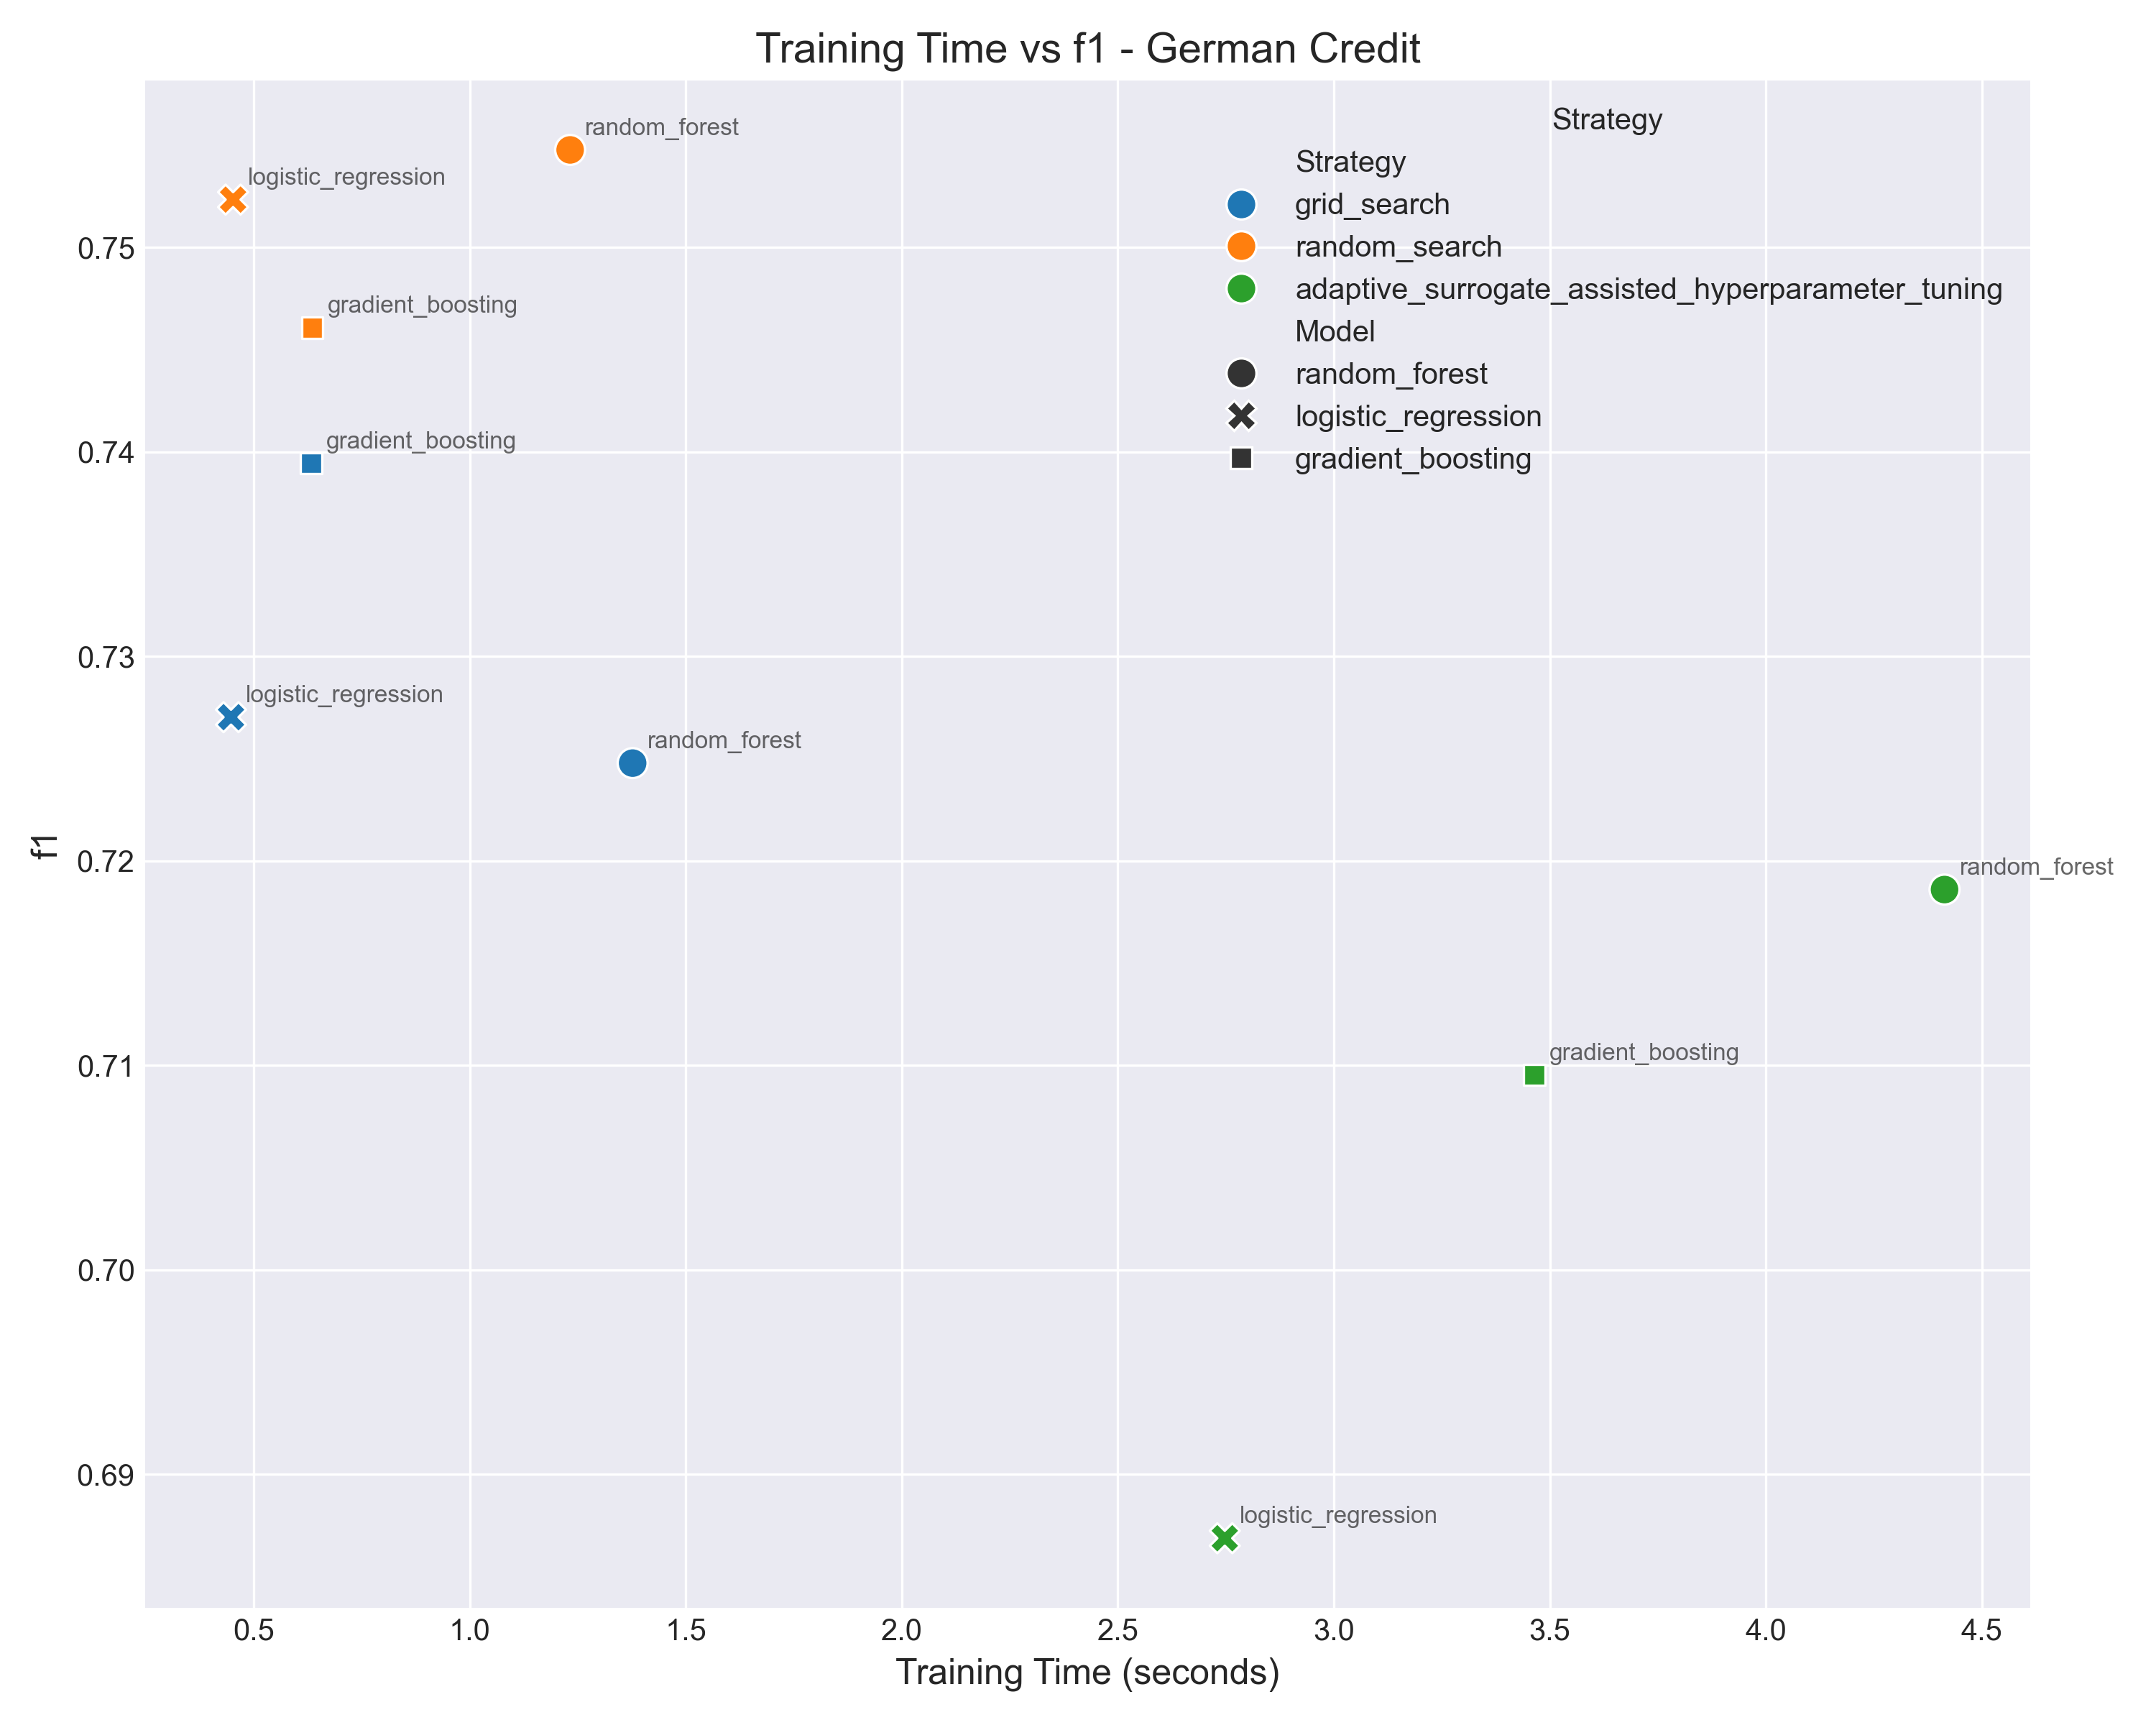 Training Time vs f1 - German Credit
random_forest
logistic_regression
gradient_boosting
gradient_boosting
logistic_regression
random_forest
random_forest
gradient_boosting
logistic_regression
Strategy
Strategy
grid_search
random_search
adaptive_surrogate_assisted_hyperparameter_tuning
Model
random_forest
logistic_regression
gradient_boosting
f1
0.75
0.74
0.73
0.72
0.71
0.70
0.69
0.5 1.0 1.5 2.0 2.5 3.0 3.5 4.0 4.5
Training Time (seconds)